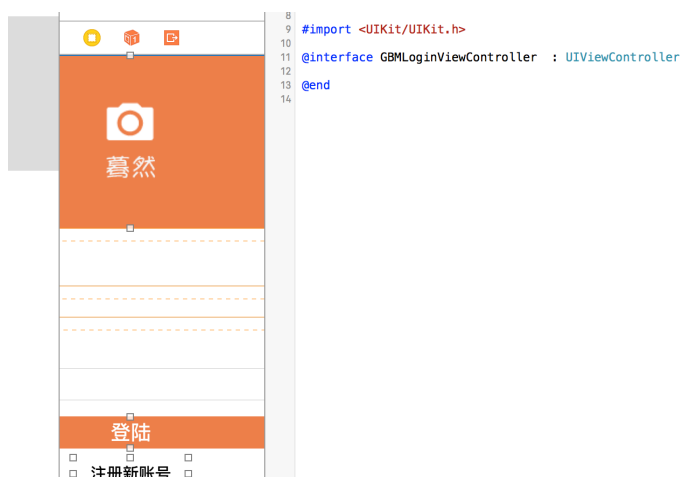 暮然
登陆
注册新账号
8
9 #import <UIKit/UIKit.h>
10
11 @interface GBMLoginViewController : UIViewController
12
13 @end
14